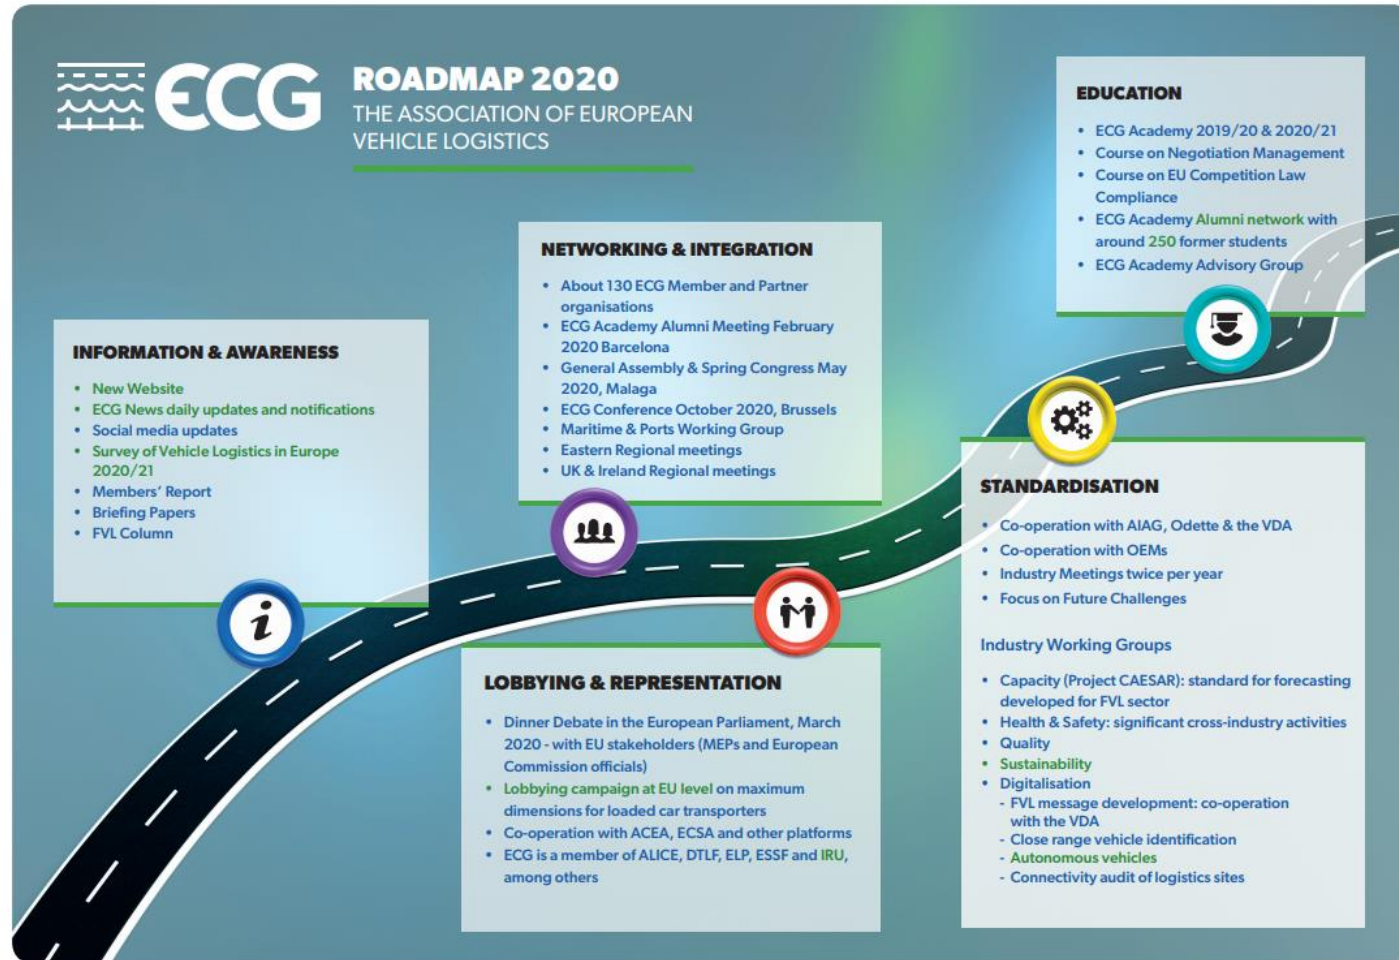 ECG
ROADMAP 2020
THE ASSOCIATION OF EUROPEAN
VEHICLE LOGISTICS
INFORMATION & AWARENESS
• New Website
• ECG News daily updates and notifications
• Social media updates
• Survey of Vehicle Logistics in Europe
2020/21
• Members' Report
• Briefing Papers
• FVL Column
i
NETWORKING & INTEGRATION
• About 130 ECG Member and Partner
organisations
• ECG Academy Alumni Meeting February
2020 Barcelona
• General Assembly & Spring Congress May
2020, Malaga
• ECG Conference October 2020, Brussels
• Maritime & Ports Working Group
• Eastern Regional meetings
• UK & Ireland Regional meetings
LOBBYING & REPRESENTATION
• Dinner Debate in the European Parliament, March
2020 - with EU stakeholders (MEPs and European
Commission officials)
• Lobbying campaign at EU level on maximum
dimensions for loaded car transporters
• Co-operation with ACEA, ECSA and other platforms
• ECG is a member of ALICE, DTLF, ELP, ESSF and IRU,
among others
EDUCATION
• ECG Academy 2019/20 & 2020/21
• Course on Negotiation Management
• Course on EU Competition Law
Compliance
• ECG Academy Alumni network with
around 250 former students
• ECG Academy Advisory Group
STANDARDISATION
• Co-operation with AIAG, Odette & the VDA
• Co-operation with OEMs
• Industry Meetings twice per year
• Focus on Future Challenges
Industry Working Groups
• Capacity (Project CAESAR): standard for forecasting
developed for FVL sector
• Health & Safety: significant cross-industry activities
• Quality
• Sustainability
• Digitalisation
- FVL message development: co-operation
with the VDA
- Close range vehicle identification
- Autonomous vehicles
- Connectivity audit of logistics sites